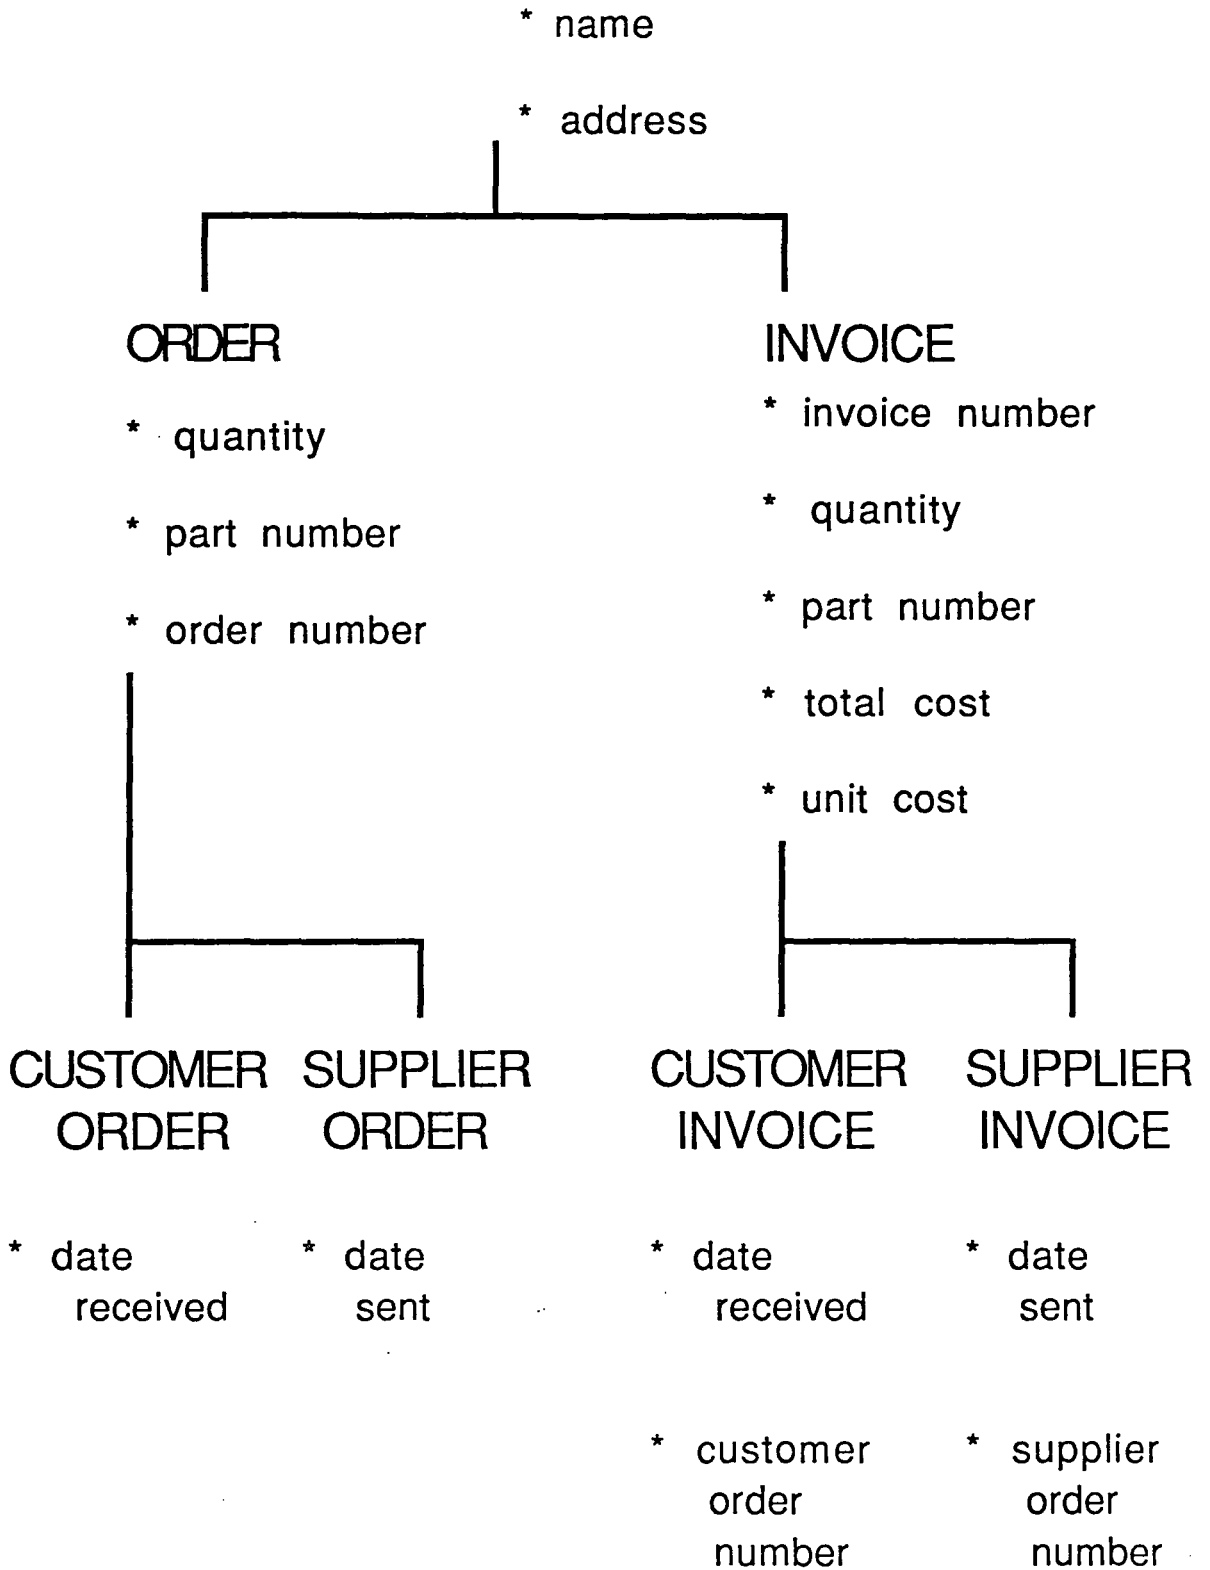 * name
* address
ORDER
* quantity
* part number
* order number
INVOICE
* invoice number
* quantity
* part number
* total cost
* unit cost
CUSTOMER
ORDER
* date
received
SUPPLIER
ORDER
* date
sent
CUSTOMER
INVOICE
* date
received
* customer
order
number
SUPPLIER
INVOICE
* date
sent
* supplier
order
number